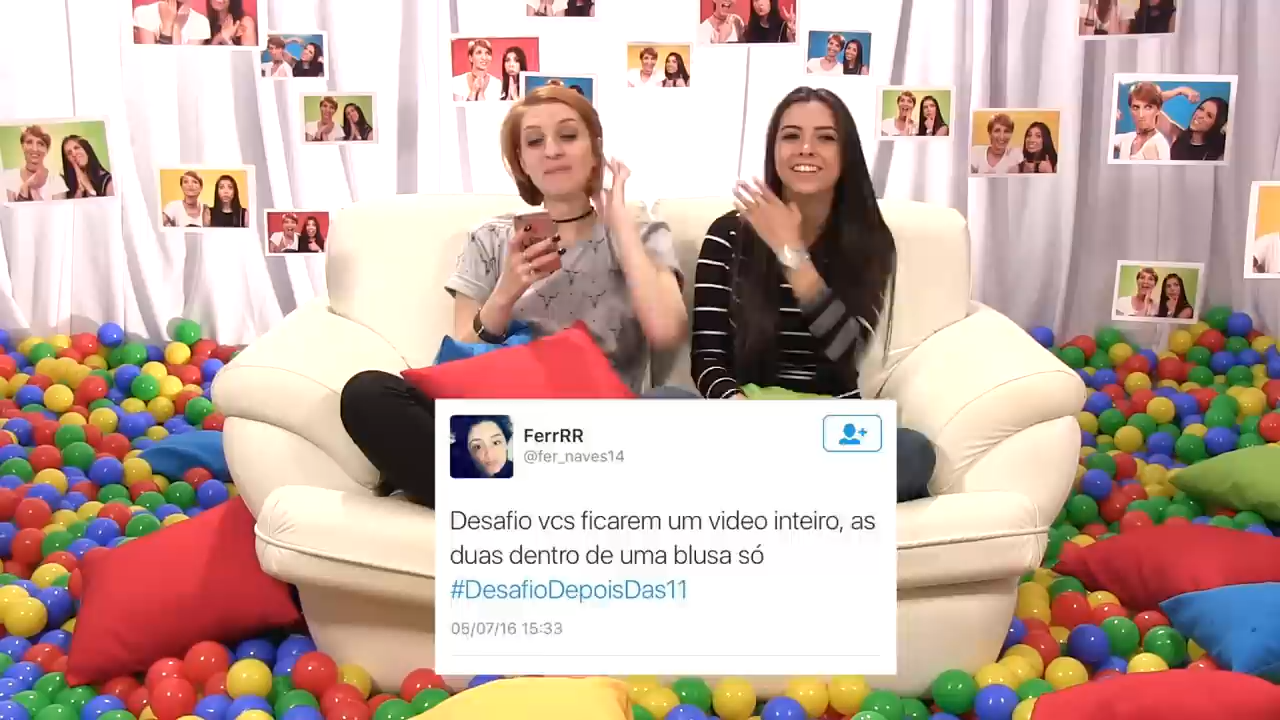 FerrRR
@fer_naves14
Desafio vcs ficarem um video inteiro, as
duas dentro de uma blusa só
#DesafioDepoisDas11
05/07/16 15:33